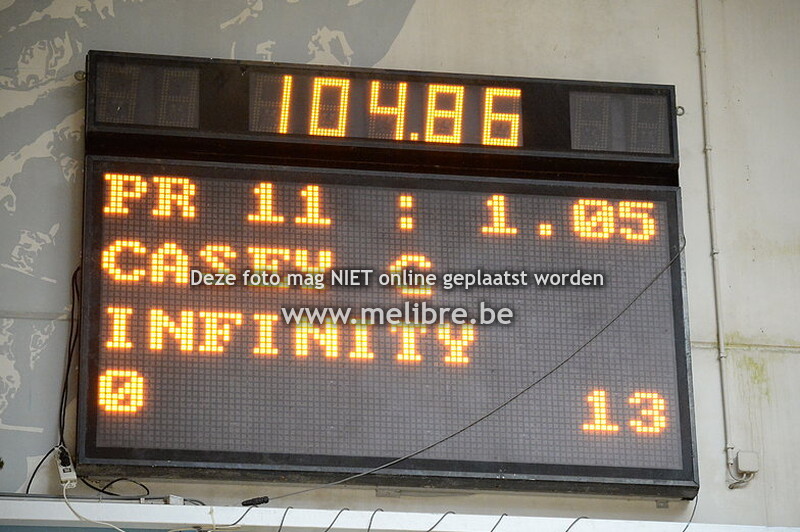 104.86
PR 11 : 1.05
CASEY
Deze foto mag NIET online geplaatst worden
www.melibre.be
INFINITY
0 13